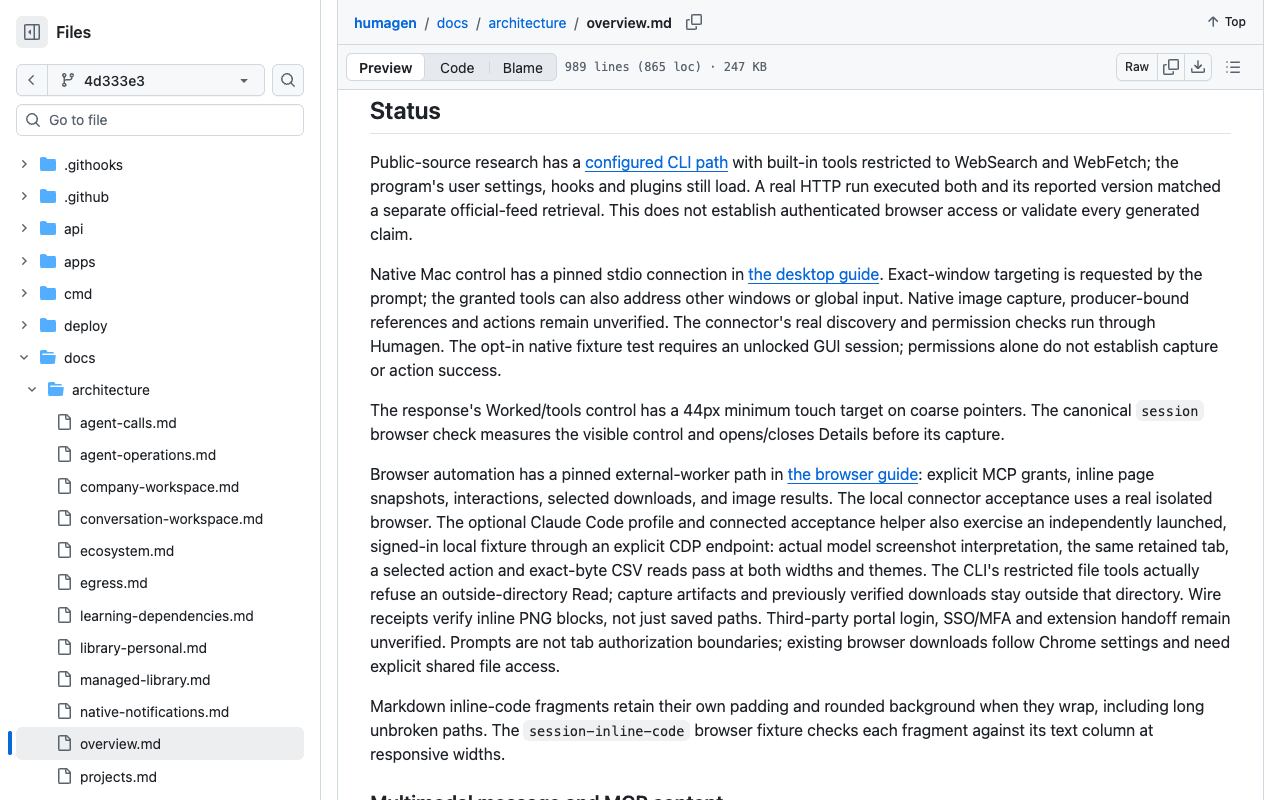 Files
humagen / docs / architecture / overview.md
Top
4d333e3
Preview Code Blame 989 lines (865 loc) · 247 KB
Raw
Go to file
.githooks
.github
api
apps
cmd
deploy
docs
architecture
agent-calls.md
agent-operations.md
company-workspace.md
conversation-workspace.md
ecosystem.md
egress.md
learning-dependencies.md
library-personal.md
managed-library.md
native-notifications.md
overview.md
projects.md
Status
Public-source research has a configured CLI path with built-in tools restricted to WebSearch and WebFetch; the
program's user settings, hooks and plugins still load. A real HTTP run executed both and its reported version matched
a separate official-feed retrieval. This does not establish authenticated browser access or validate every generated
claim.
Native Mac control has a pinned stdio connection in the desktop guide. Exact-window targeting is requested by the
prompt; the granted tools can also address other windows or global input. Native image capture, producer-bound
references and actions remain unverified. The connector's real discovery and permission checks run through
Humagen. The opt-in native fixture test requires an unlocked GUI session; permissions alone do not establish capture
or action success.
The response's Worked/tools control has a 44px minimum touch target on coarse pointers. The canonical session
browser check measures the visible control and opens/closes Details before its capture.
Browser automation has a pinned external-worker path in the browser guide: explicit MCP grants, inline page
snapshots, interactions, selected downloads, and image results. The local connector acceptance uses a real isolated
browser. The optional Claude Code profile and connected acceptance helper also exercise an independently launched,
signed-in local fixture through an explicit CDP endpoint: actual model screenshot interpretation, the same retained tab,
a selected action and exact-byte CSV reads pass at both widths and themes. The CLI's restricted file tools actually
refuse an outside-directory Read; capture artifacts and previously verified downloads stay outside that directory. Wire
receipts verify inline PNG blocks, not just saved paths. Third-party portal login, SSO/MFA and extension handoff remain
unverified. Prompts are not tab authorization boundaries; existing browser downloads follow Chrome settings and need
explicit shared file access.
Markdown inline-code fragments retain their own padding and rounded background when they wrap, including long
unbroken paths. The session-inline-code browser fixture checks each fragment against its text column at
responsive widths.
Multimodal message and MCP content